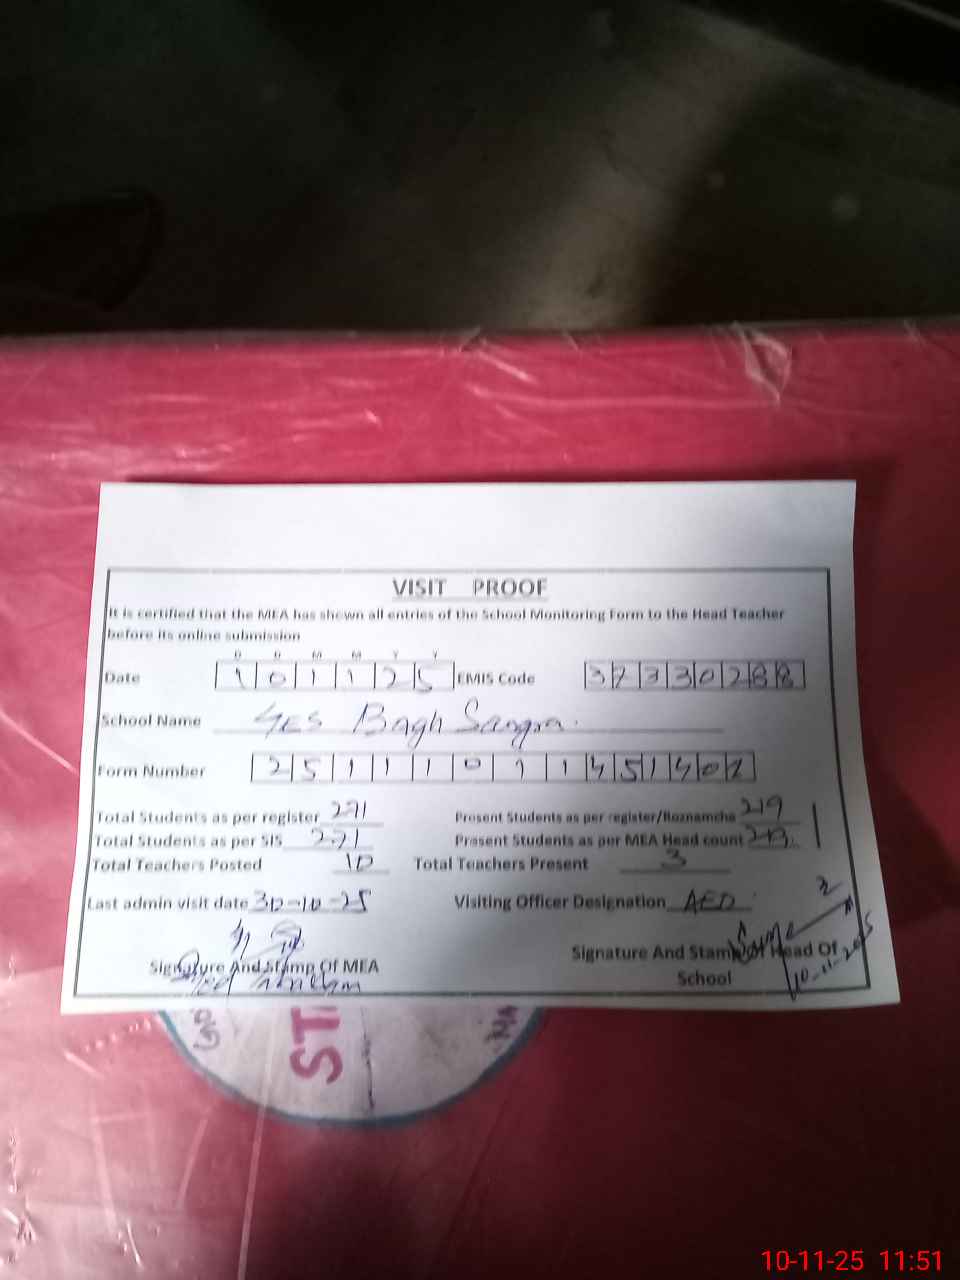 VISIT PROOF
It is certified that the MEA has shown all entries of the School Monitoring Form to the Head Teacher
before its online submission
D D M M Y Y
Date 1 0 1 1 2 5 EMIS Code 3 7 3 3 0 2 8 8
School Name GES Bagh Sangra.
Form Number 2 5 1 1 1 0 1 1 4 5 1 4 0 2
Total Students as per register 271 Present Students as per register/Roznamcha 219
Total Students as per SIS 271 Present Students as per MEA Head count 219
Total Teachers Posted 10 Total Teachers Present 3
Last admin visit date 30-10-25 Visiting Officer Designation AEO
Signature And Stamp Of MEA Signature And Stamp Of Head Of
School
10-11-2025
10-11-25 11:51